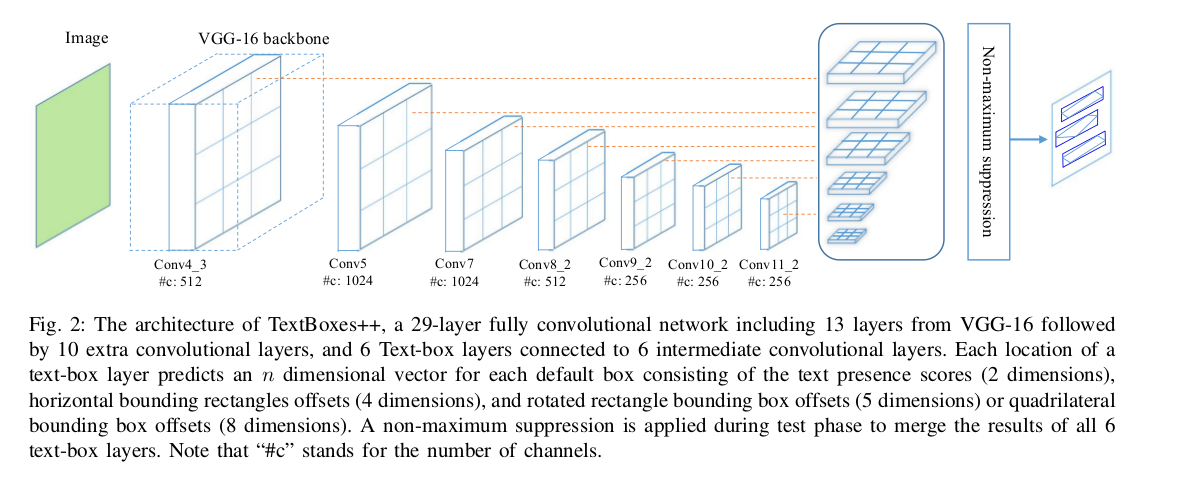 Image
VGG-16 backbone
Non-maximum suppression
Conv4_3
#c: 512
Conv5
#c: 1024
Conv7
#c: 1024
Conv8_2
#c: 512
Conv9_2
#c: 256
Conv10_2
#c: 256
Conv11_2
#c: 256
Fig. 2: The architecture of TextBoxes++, a 29-layer fully convolutional network including 13 layers from VGG-16 followed
by 10 extra convolutional layers, and 6 Text-box layers connected to 6 intermediate convolutional layers. Each location of a
text-box layer predicts an n dimensional vector for each default box consisting of the text presence scores (2 dimensions),
horizontal bounding rectangles offsets (4 dimensions), and rotated rectangle bounding box offsets (5 dimensions) or quadrilateral
bounding box offsets (8 dimensions). A non-maximum suppression is applied during test phase to merge the results of all 6
text-box layers. Note that “#c” stands for the number of channels.